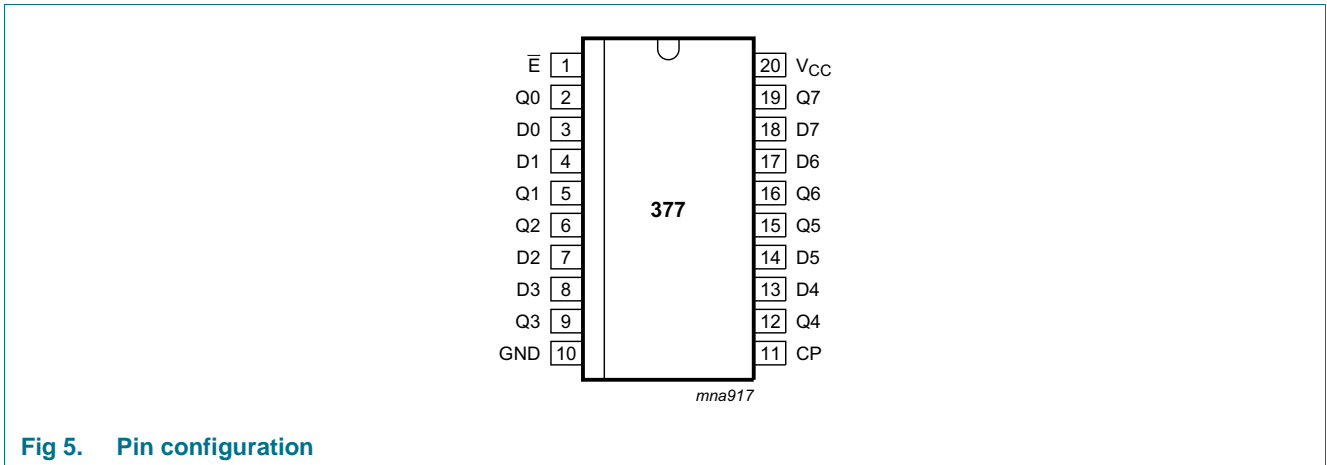 E̅ 1 20 VCC
Q0 2 19 Q7
D0 3 18 D7
D1 4 17 D6
Q1 5 16 Q6
377
Q2 6 15 Q5
D2 7 14 D5
D3 8 13 D4
Q3 9 12 Q4
GND 10 11 CP
mna917
Fig 5. Pin configuration